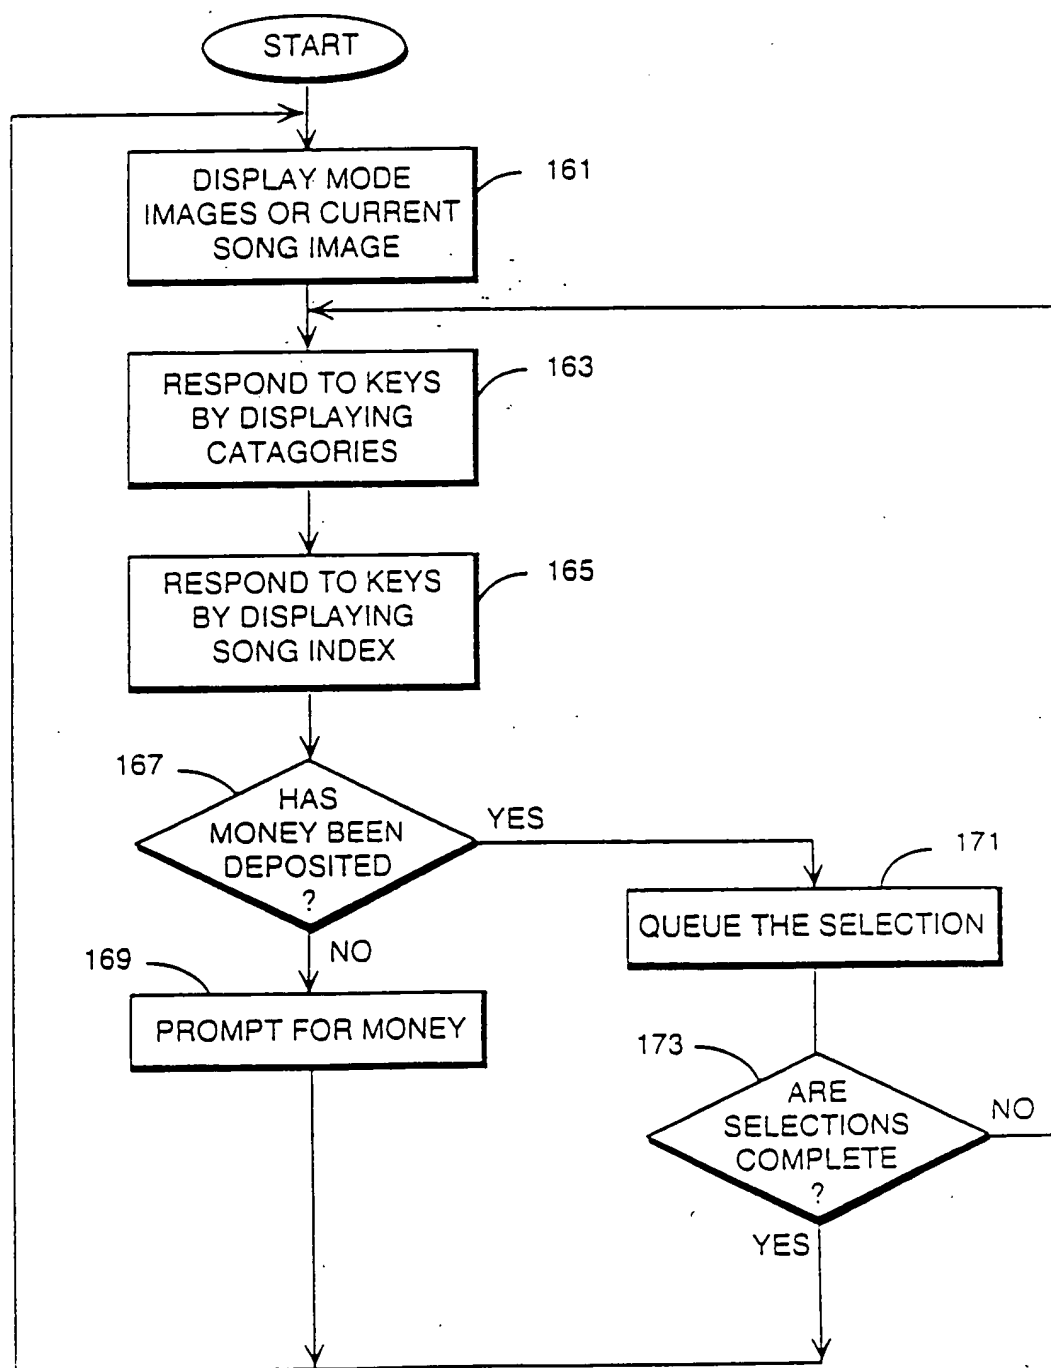 START
DISPLAY MODE
IMAGES OR CURRENT
SONG IMAGE
161
RESPOND TO KEYS
BY DISPLAYING
CATAGORIES
163
RESPOND TO KEYS
BY DISPLAYING
SONG INDEX
165
167
HAS
MONEY BEEN
DEPOSITED
?
YES
NO
171
QUEUE THE SELECTION
169
PROMPT FOR MONEY
173
ARE
SELECTIONS
COMPLETE
?
NO
YES